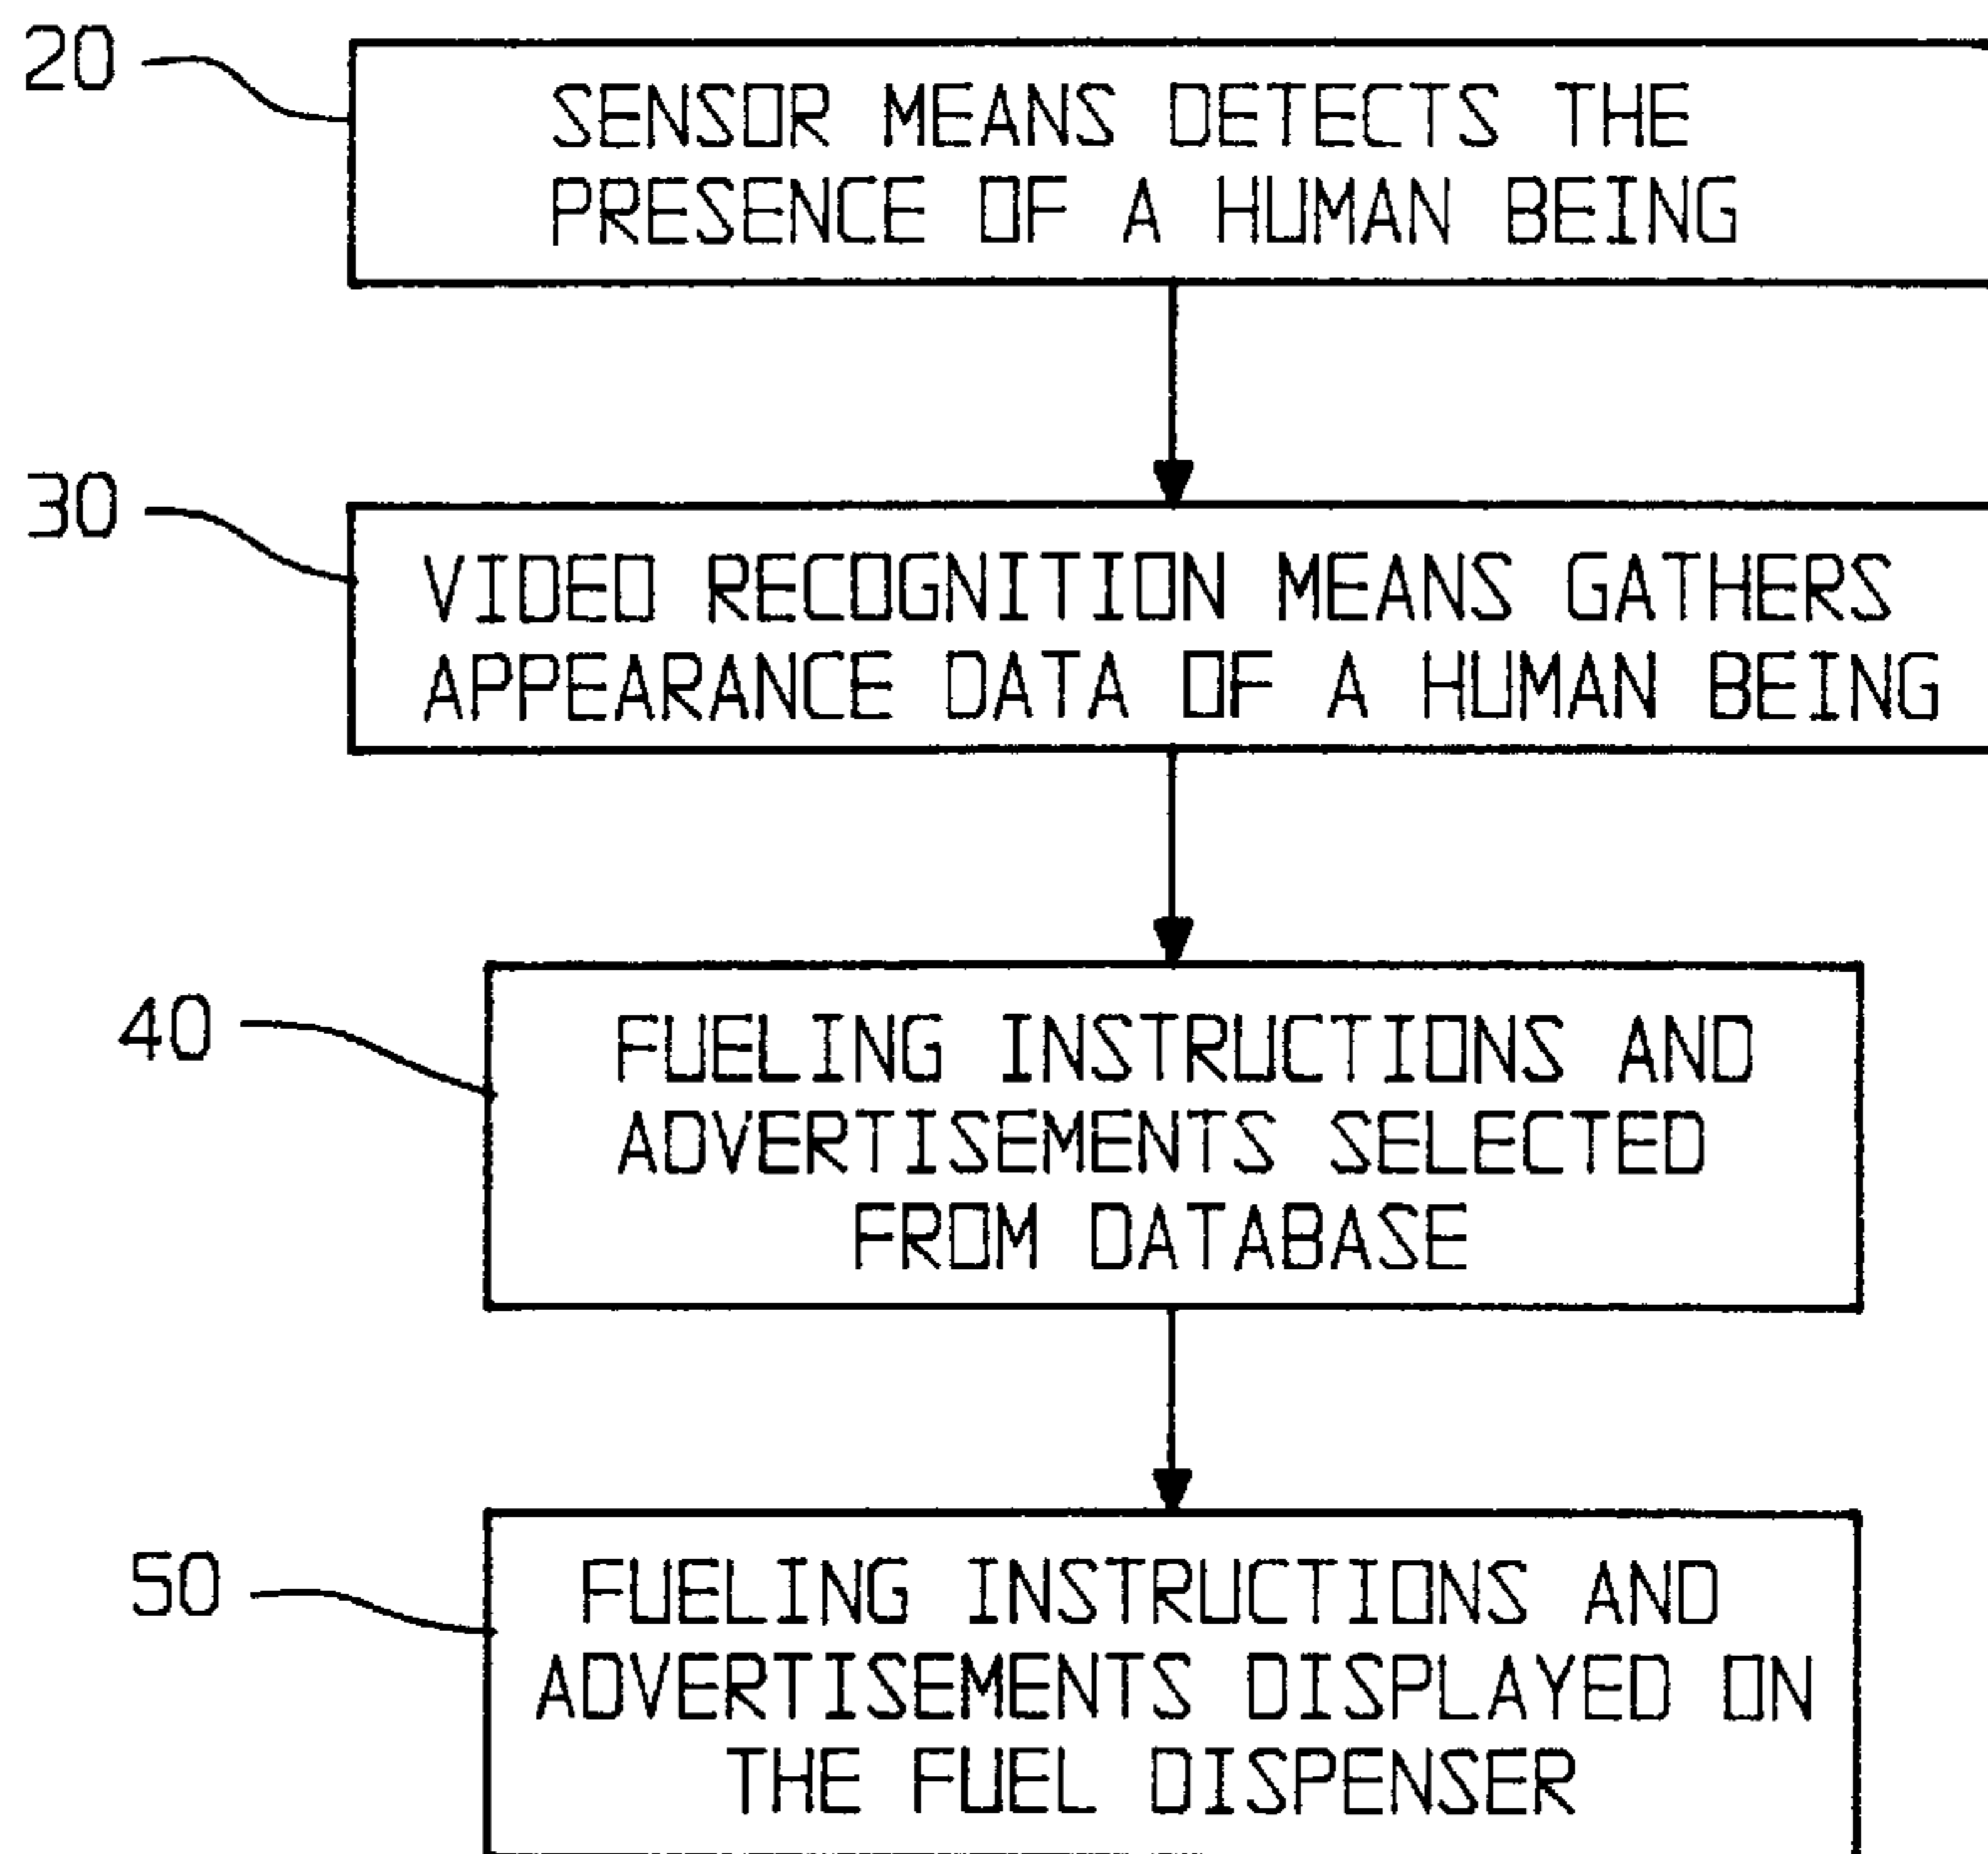 20
SENSOR MEANS DETECTS THE
PRESENCE OF A HUMAN BEING
30
VIDEO RECOGNITION MEANS GATHERS
APPEARANCE DATA OF A HUMAN BEING
40
FUELING INSTRUCTIONS AND
ADVERTISEMENTS SELECTED
FROM DATABASE
50
FUELING INSTRUCTIONS AND
ADVERTISEMENTS DISPLAYED ON
THE FUEL DISPENSER